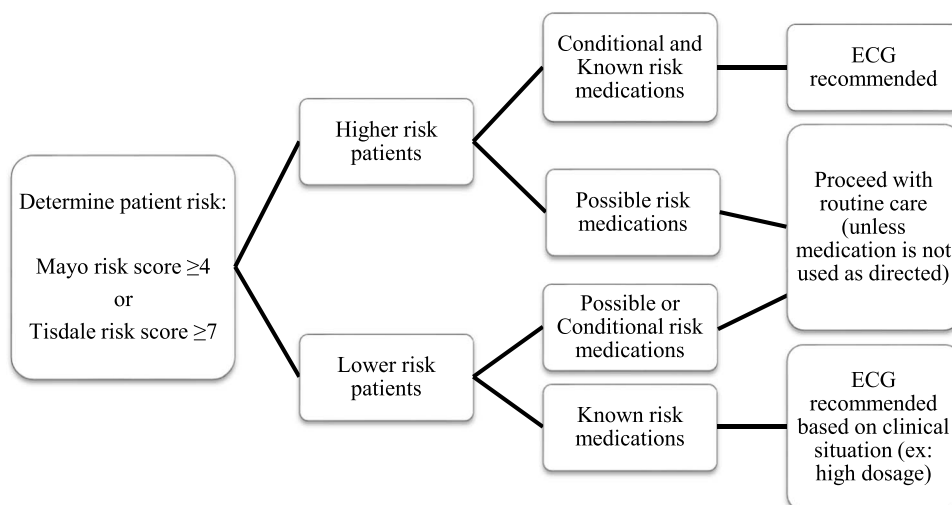 Determine patient risk:
Mayo risk score ≥4
or
Tisdale risk score ≥7
Higher risk
patients
Lower risk
patients
Conditional and
Known risk
medications
Possible risk
medications
Possible or
Conditional risk
medications
Known risk
medications
ECG
recommended
Proceed with
routine care
(unless
medication is not
used as directed)
ECG
recommended
based on clinical
situation (ex:
high dosage)